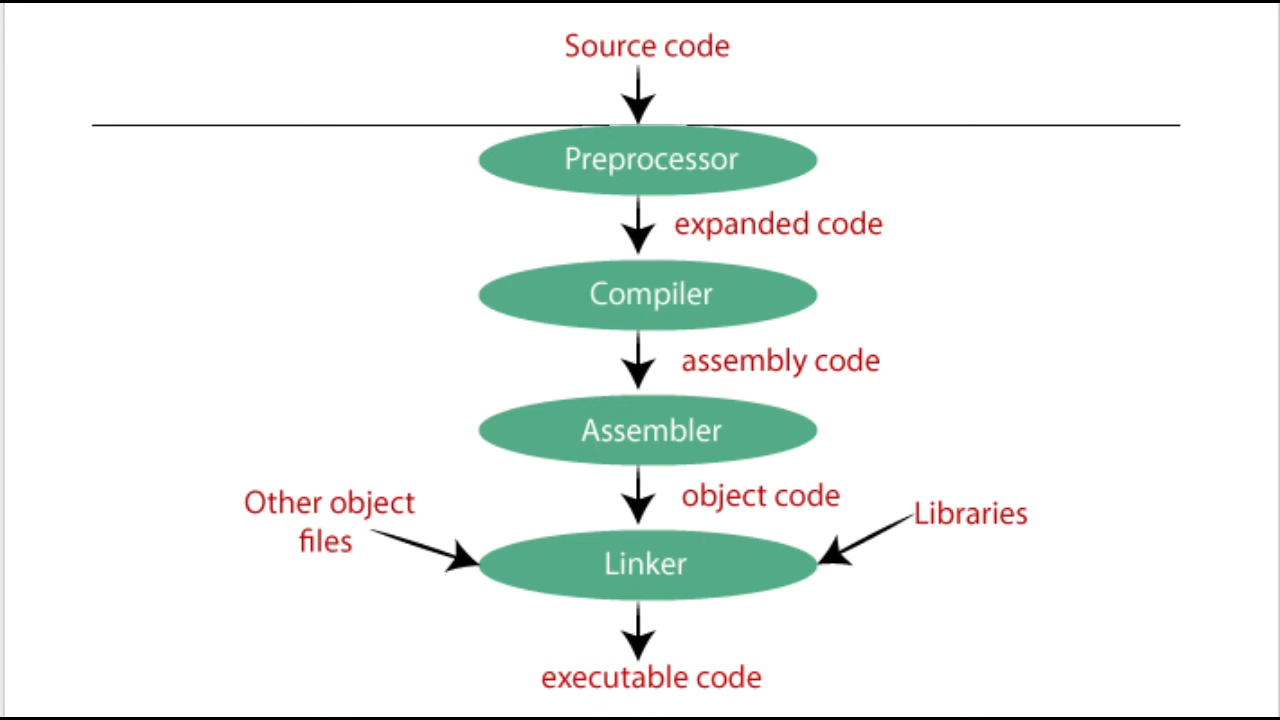 Source code
Preprocessor
expanded code
Compiler
assembly code
Assembler
object code
Other object
files
Libraries
Linker
executable code